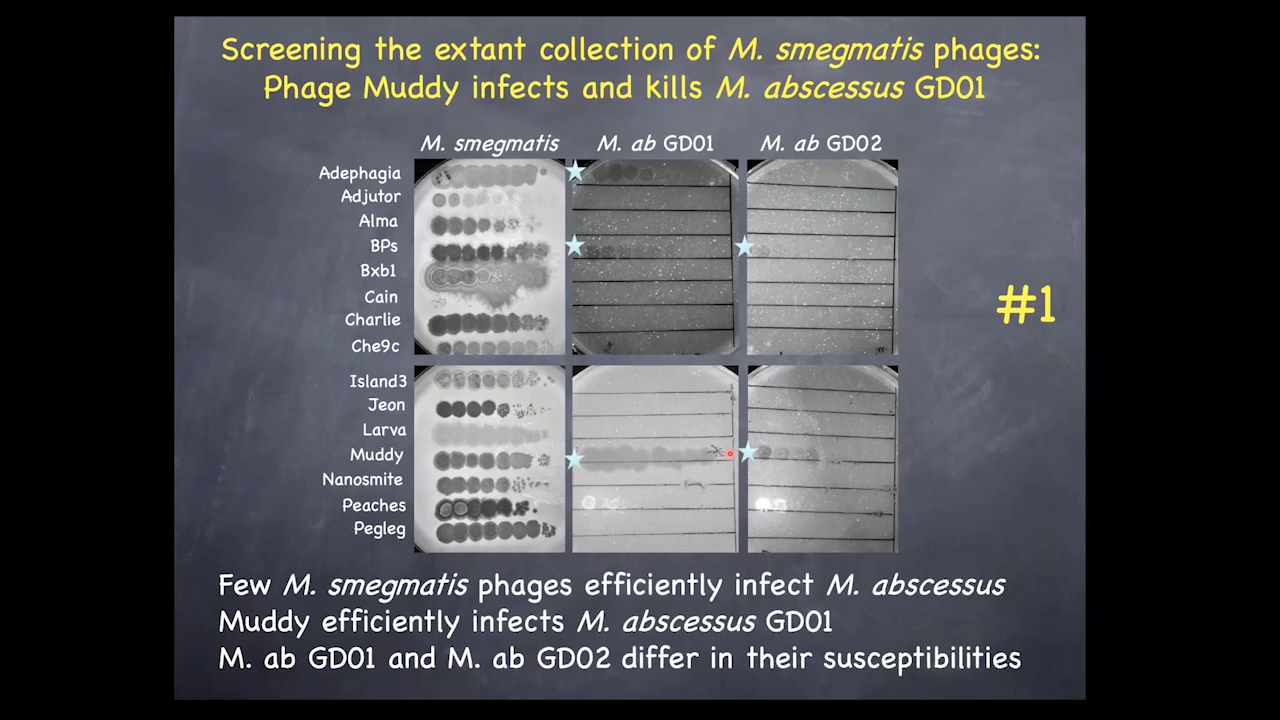 Screening the extant collection of M. smegmatis phages:
Phage Muddy infects and kills M. abscessus GD01
M. smegmatis M. ab GD01 M. ab GD02
Adephagia
Adjutor
Alma
BPs
Bxb1
Cain
Charlie
Che9c
#1
Island3
Jeon
Larva
Muddy
Nanosmite
Peaches
Pegleg
Few M. smegmatis phages efficiently infect M. abscessus
Muddy efficiently infects M. abscessus GD01
M. ab GD01 and M. ab GD02 differ in their susceptibilities